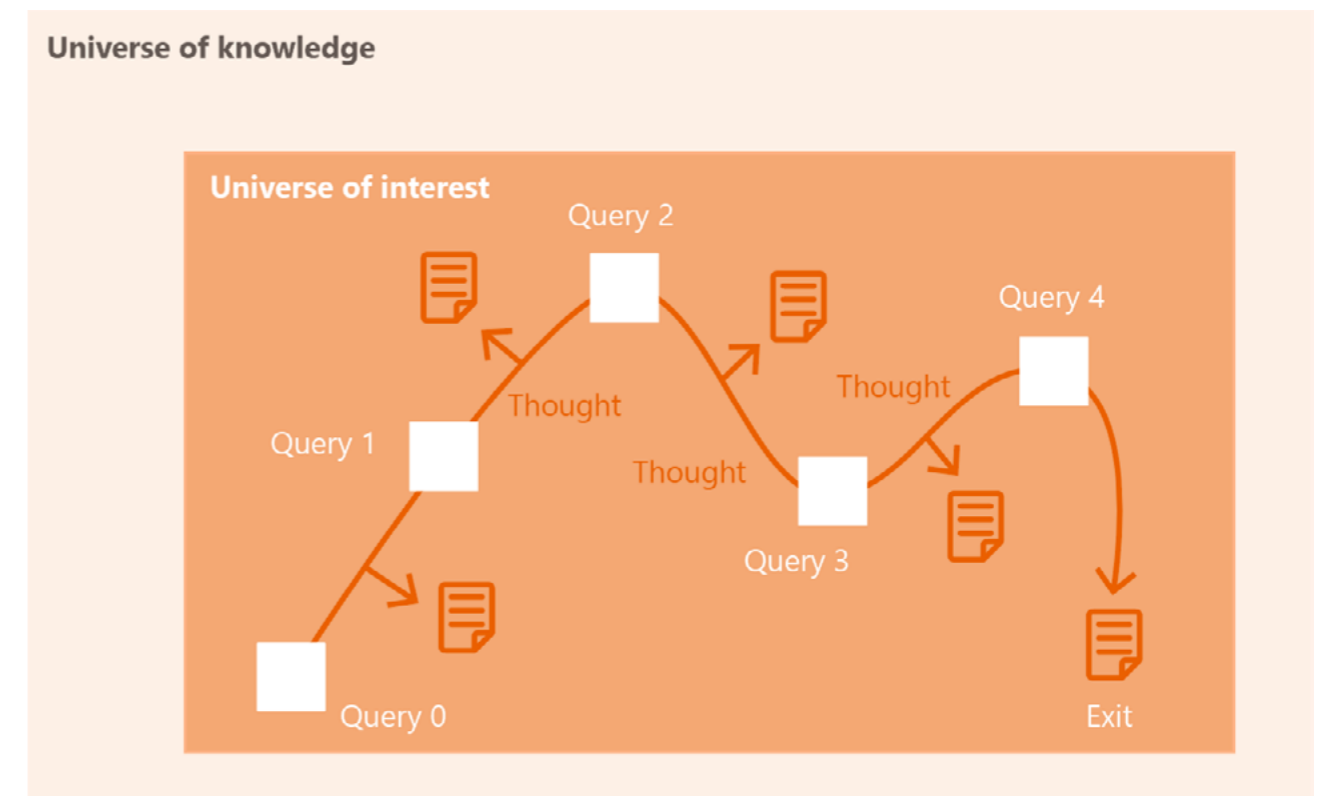 Universe of knowledge
Universe of interest
Query 2
Query 4
Thought
Thought
Query 1
Thought
Query 3
Query 0
Exit